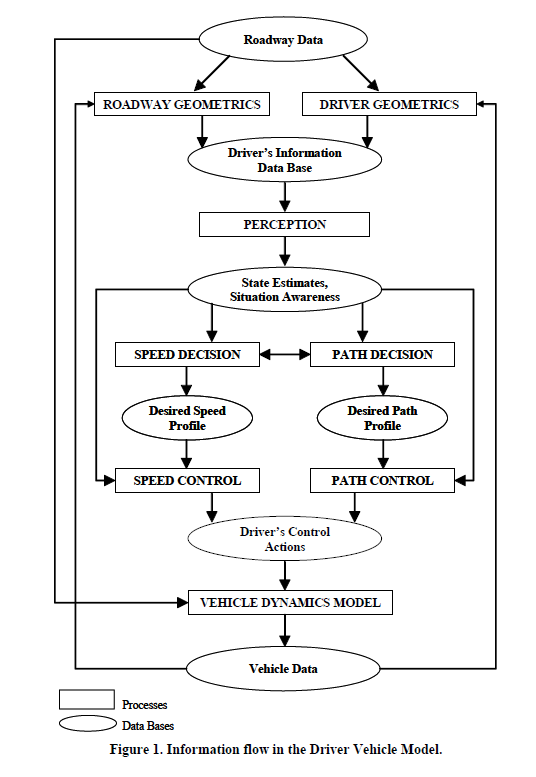 Roadway Data
ROADWAY GEOMETRICS
DRIVER GEOMETRICS
Driver's Information
Data Base
PERCEPTION
State Estimates,
Situation Awareness
SPEED DECISION
PATH DECISION
Desired Speed
Profile
Desired Path
Profile
SPEED CONTROL
PATH CONTROL
Driver's Control
Actions
VEHICLE DYNAMICS MODEL
Vehicle Data
Processes
Data Bases
Figure 1. Information flow in the Driver Vehicle Model.